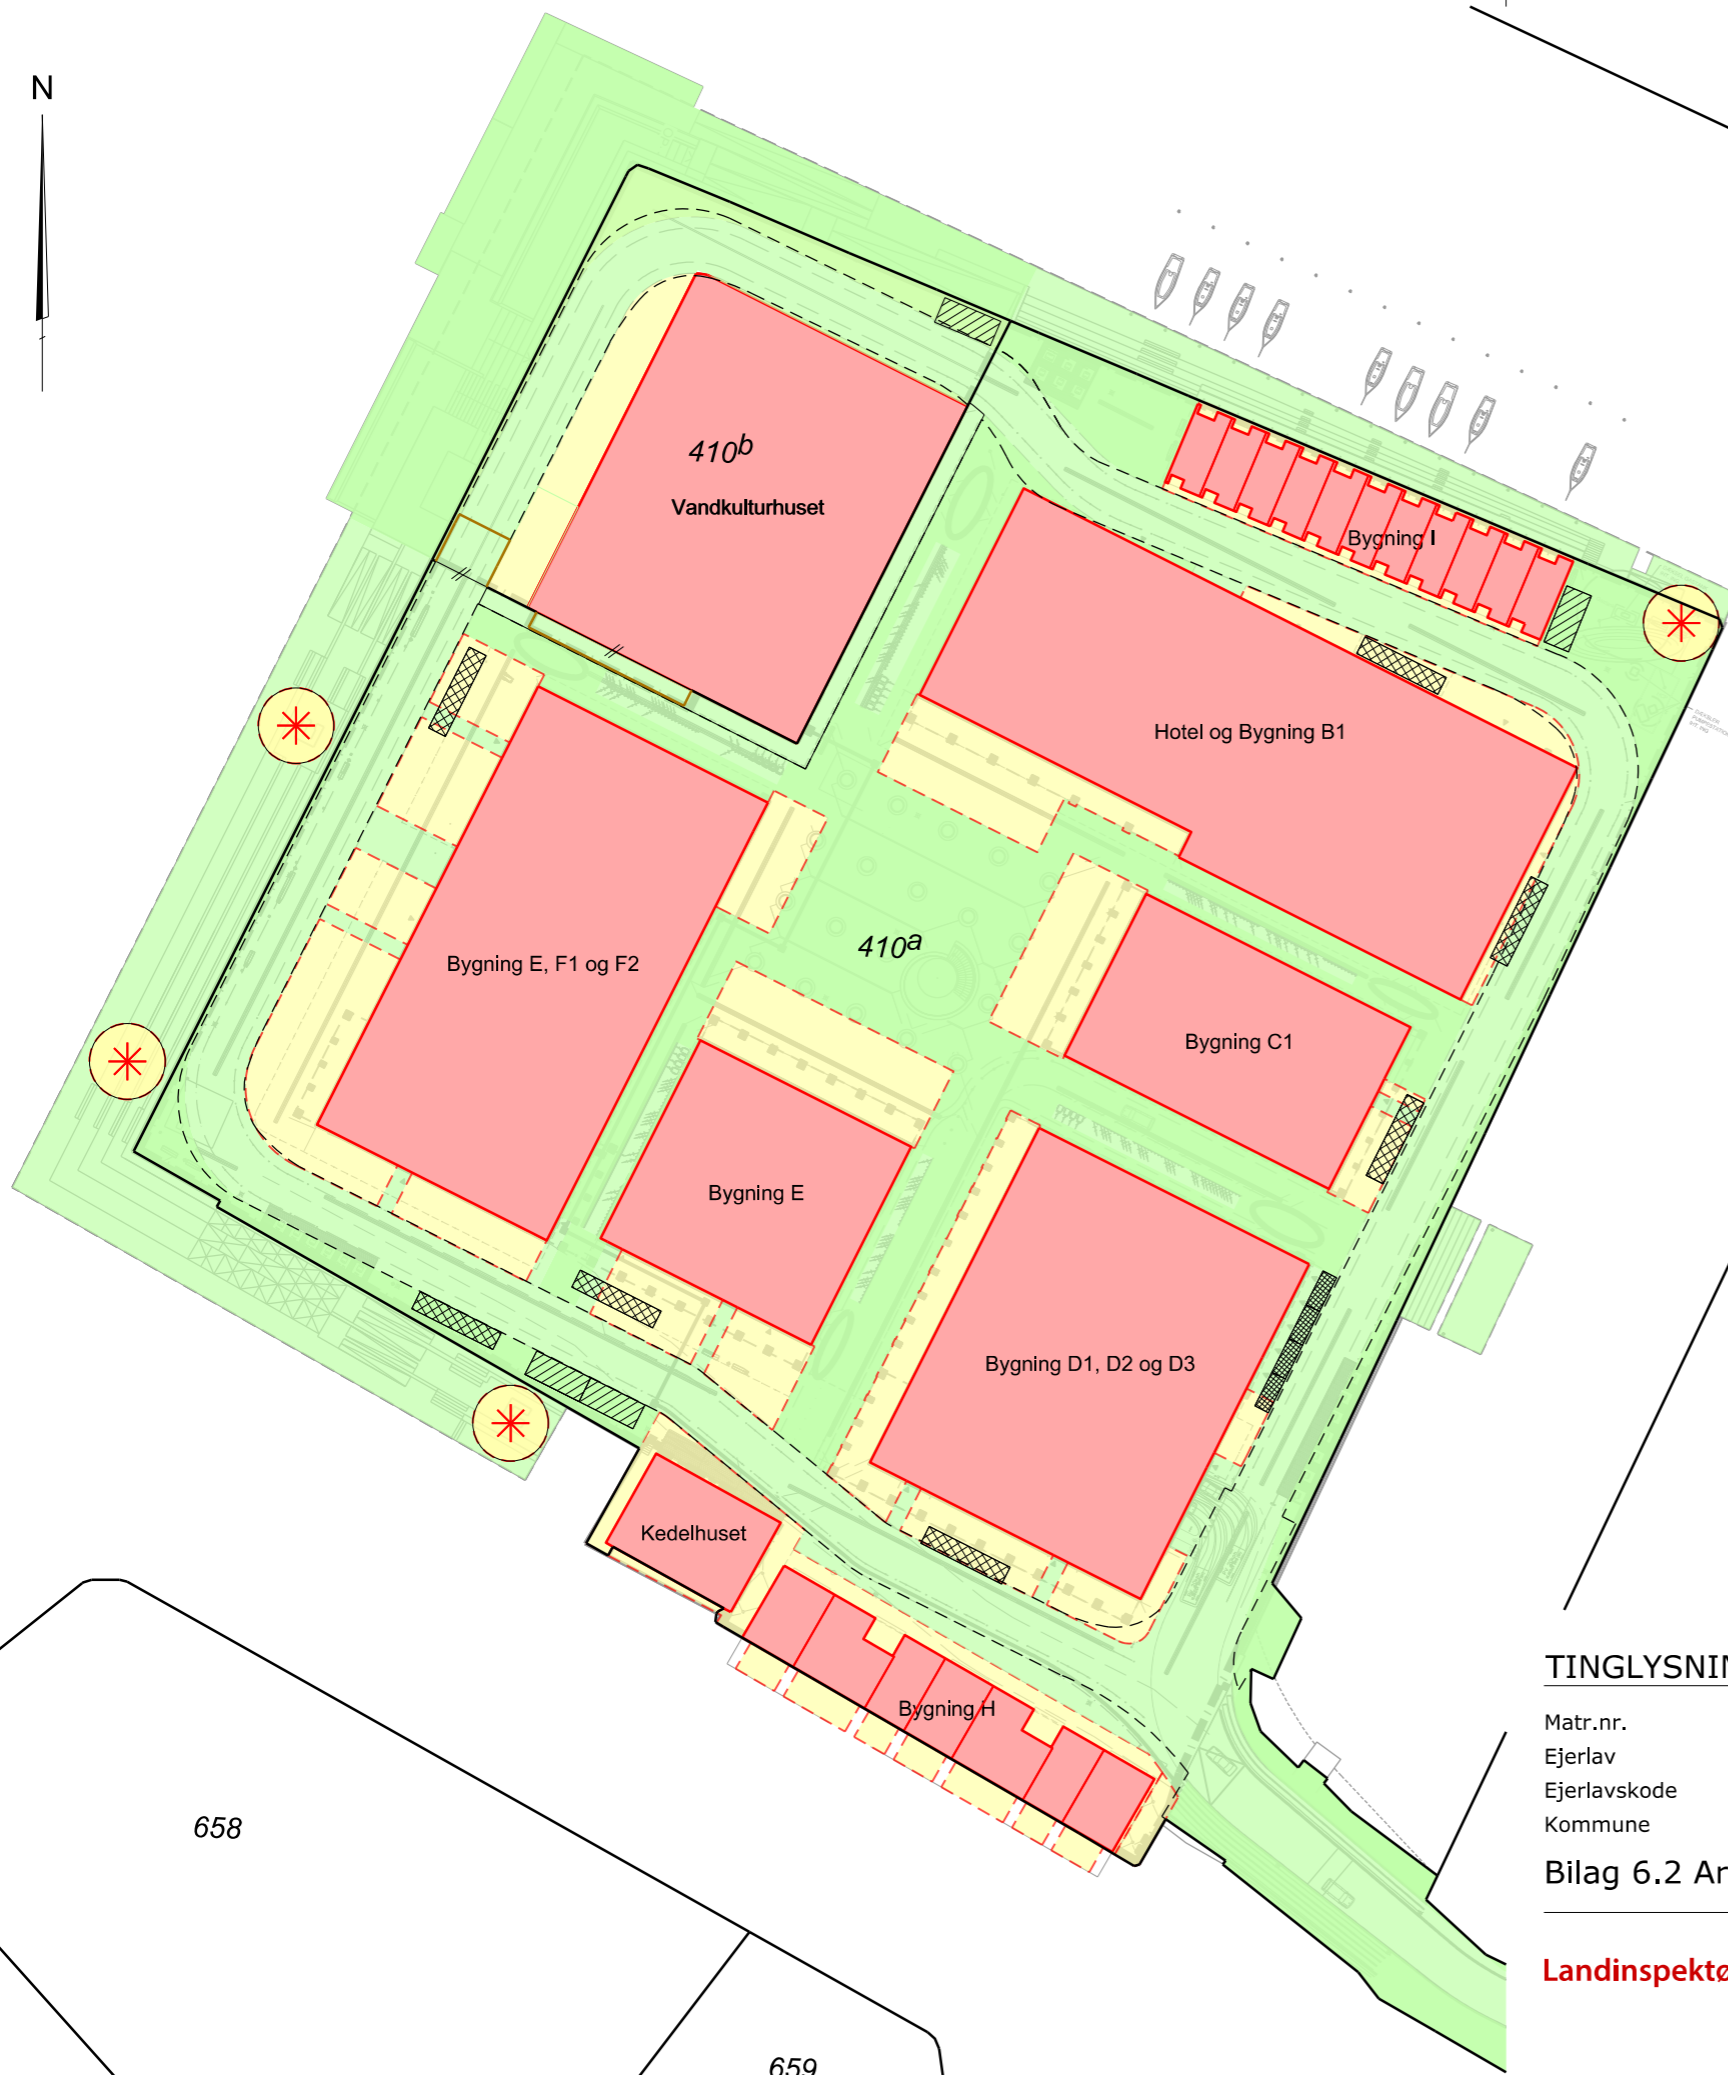 N
410b
Vandkulturhuset
Bygning I
Hotel og Bygning B1
410a
Bygning E, F1 og F2
Bygning C1
Bygning E
Bygning D1, D2 og D3
Kedelhuset
Bygning H
658
659
TINGLYSNIN
Matr.nr.
Ejerlav
Ejerlavskode
Kommune
Bilag 6.2 Ar
Landinspektø